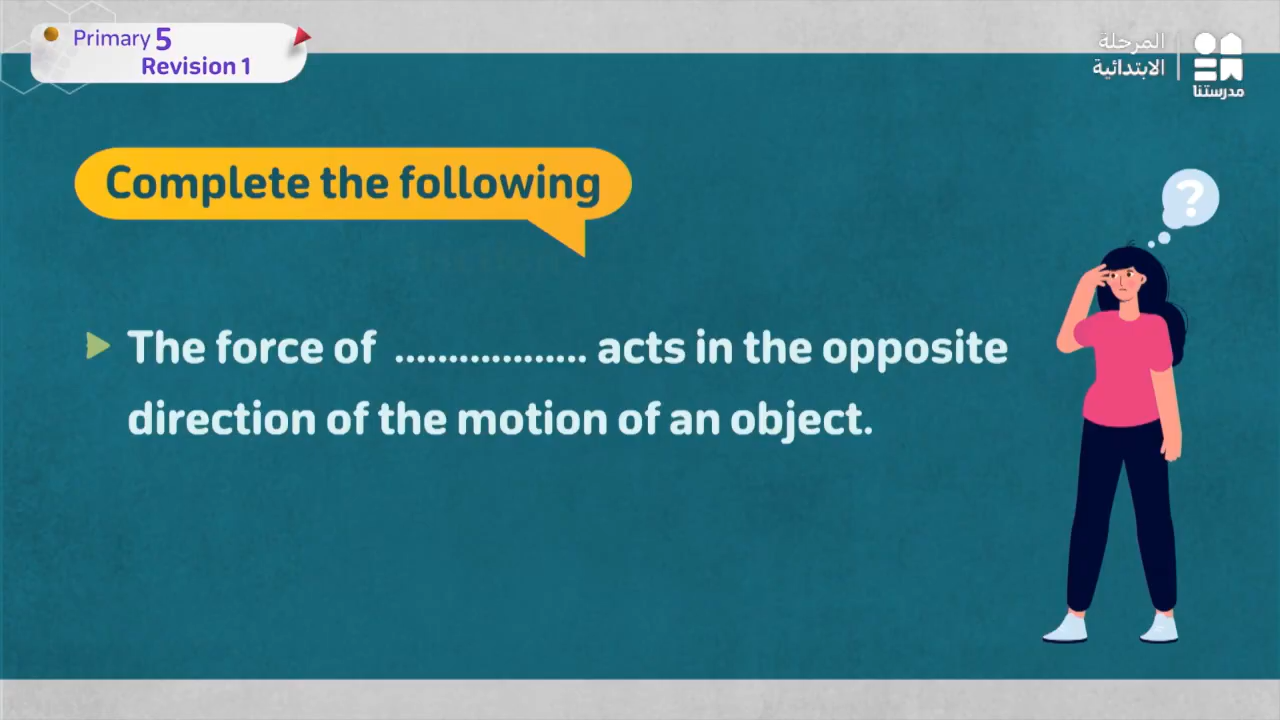 Primary 5
Revision 1
المرحلة
الابتدائية
مدرستنا
Complete the following
?
The force of .................. acts in the opposite
direction of the motion of an object.